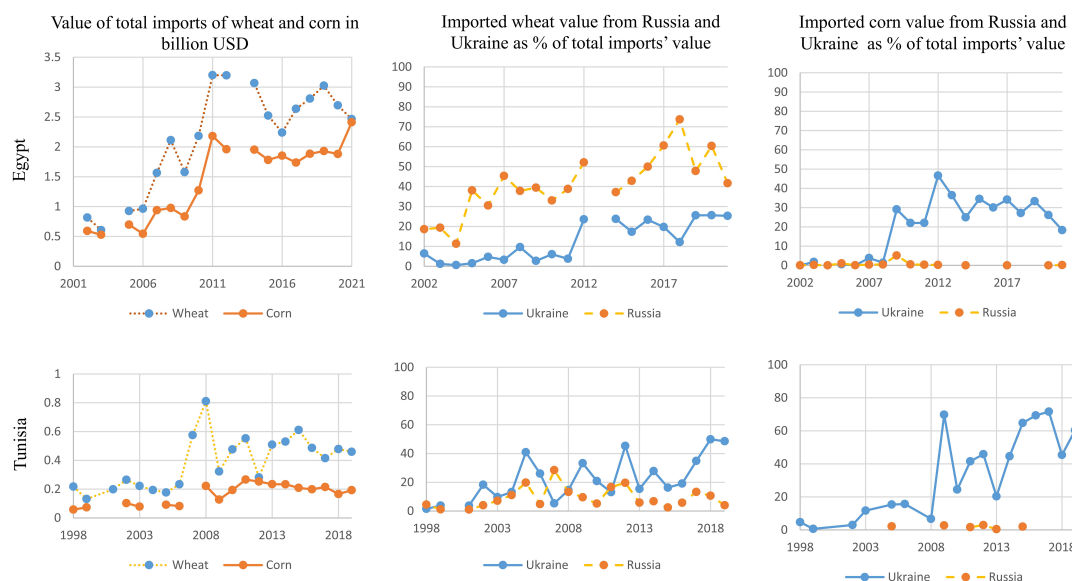 Value of total imports of wheat and corn in
billion USD
Imported wheat value from Russia and
Ukraine as % of total imports' value
Imported corn value from Russia and
Ukraine as % of total imports' value
Egypt
3.5
3
2.5
2
1.5
1
0.5
0
2001 2006 2011 2016 2021
Wheat Corn
100
90
80
70
60
50
40
30
20
10
0
2002 2007 2012 2017
Ukraine Russia
100
90
80
70
60
50
40
30
20
10
0
2002 2007 2012 2017
Ukraine Russia
Tunisia
1
0.8
0.6
0.4
0.2
0
1998 2003 2008 2013 2018
Wheat Corn
100
80
60
40
20
0
1998 2003 2008 2013 2018
Ukraine Russia
100
80
60
40
20
0
1998 2003 2008 2013 2018
Ukraine Russia